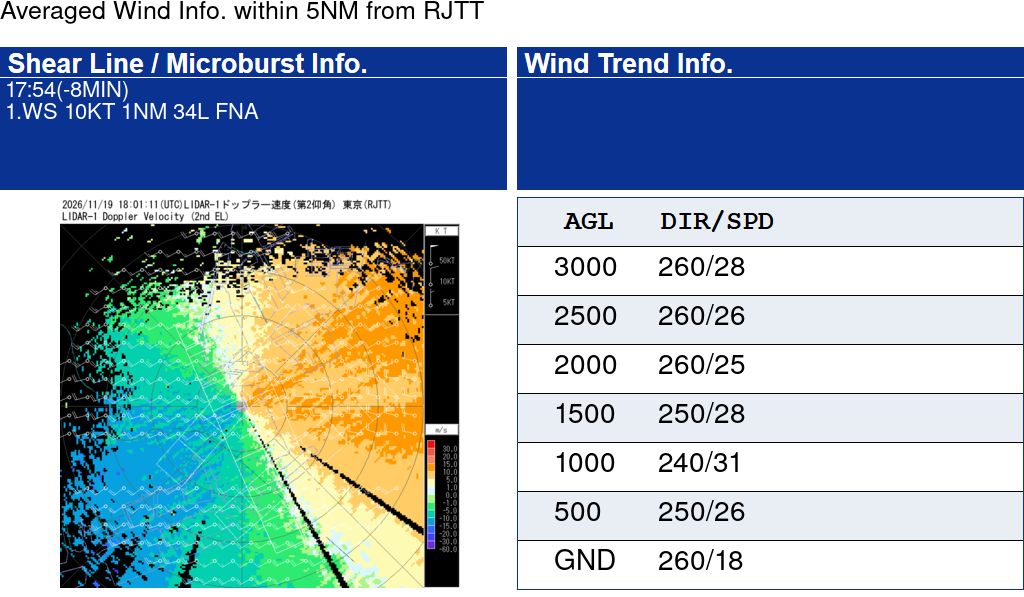 Averaged Wind Info. within 5NM from RJTT
Shear Line / Microburst Info.
17:54(-8MIN)
1.WS 10KT 1NM 34L FNA
Wind Trend Info.
2026/11/19 18:01:11(UTC)LIDAR-1ドップラー速度(第2仰角) 東京(RJTT)
LIDAR-1 Doppler Velocity (2nd EL)
KT
50KT
10KT
5KT
m/s
30.0
20.0
15.0
10.0
5.0
1.0
0.0
-1.0
-5.0
-10.0
-15.0
-20.0
-30.0
-60.0
AGL DIR/SPD
3000 260/28
2500 260/26
2000 260/25
1500 250/28
1000 240/31
500 250/26
GND 260/18